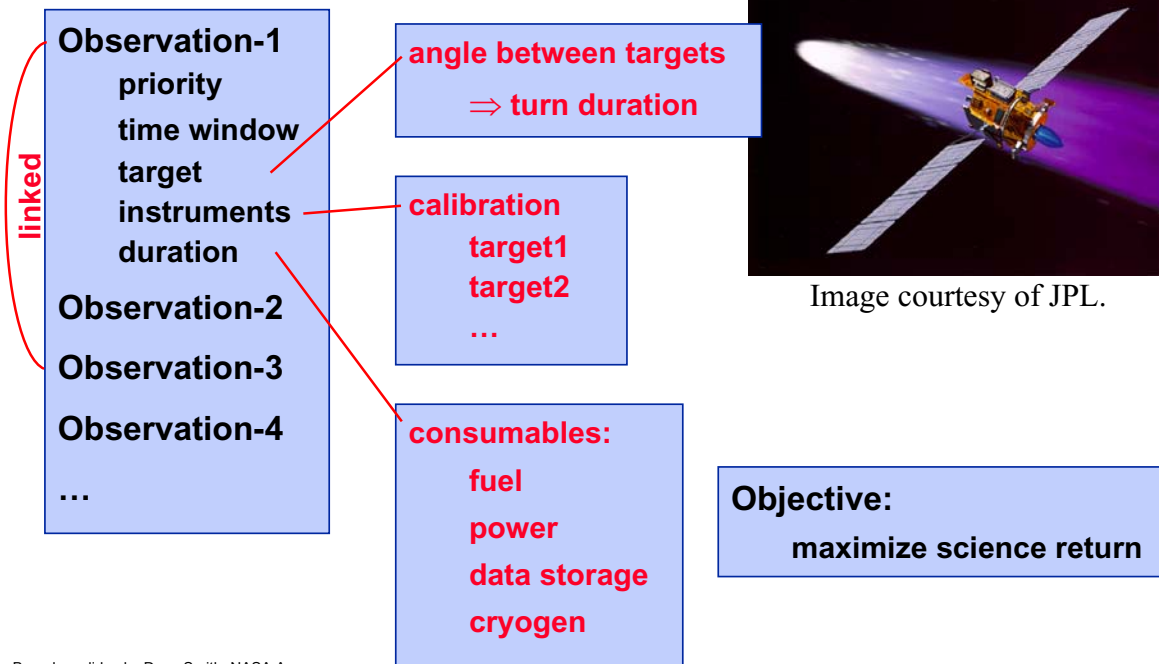 Observation-1
priority
time window
target
instruments
duration
Observation-2
Observation-3
Observation-4
…
linked
angle between targets
⇒ turn duration
calibration
target1
target2
…
consumables:
fuel
power
data storage
cryogen
Image courtesy of JPL.
Objective:
maximize science return